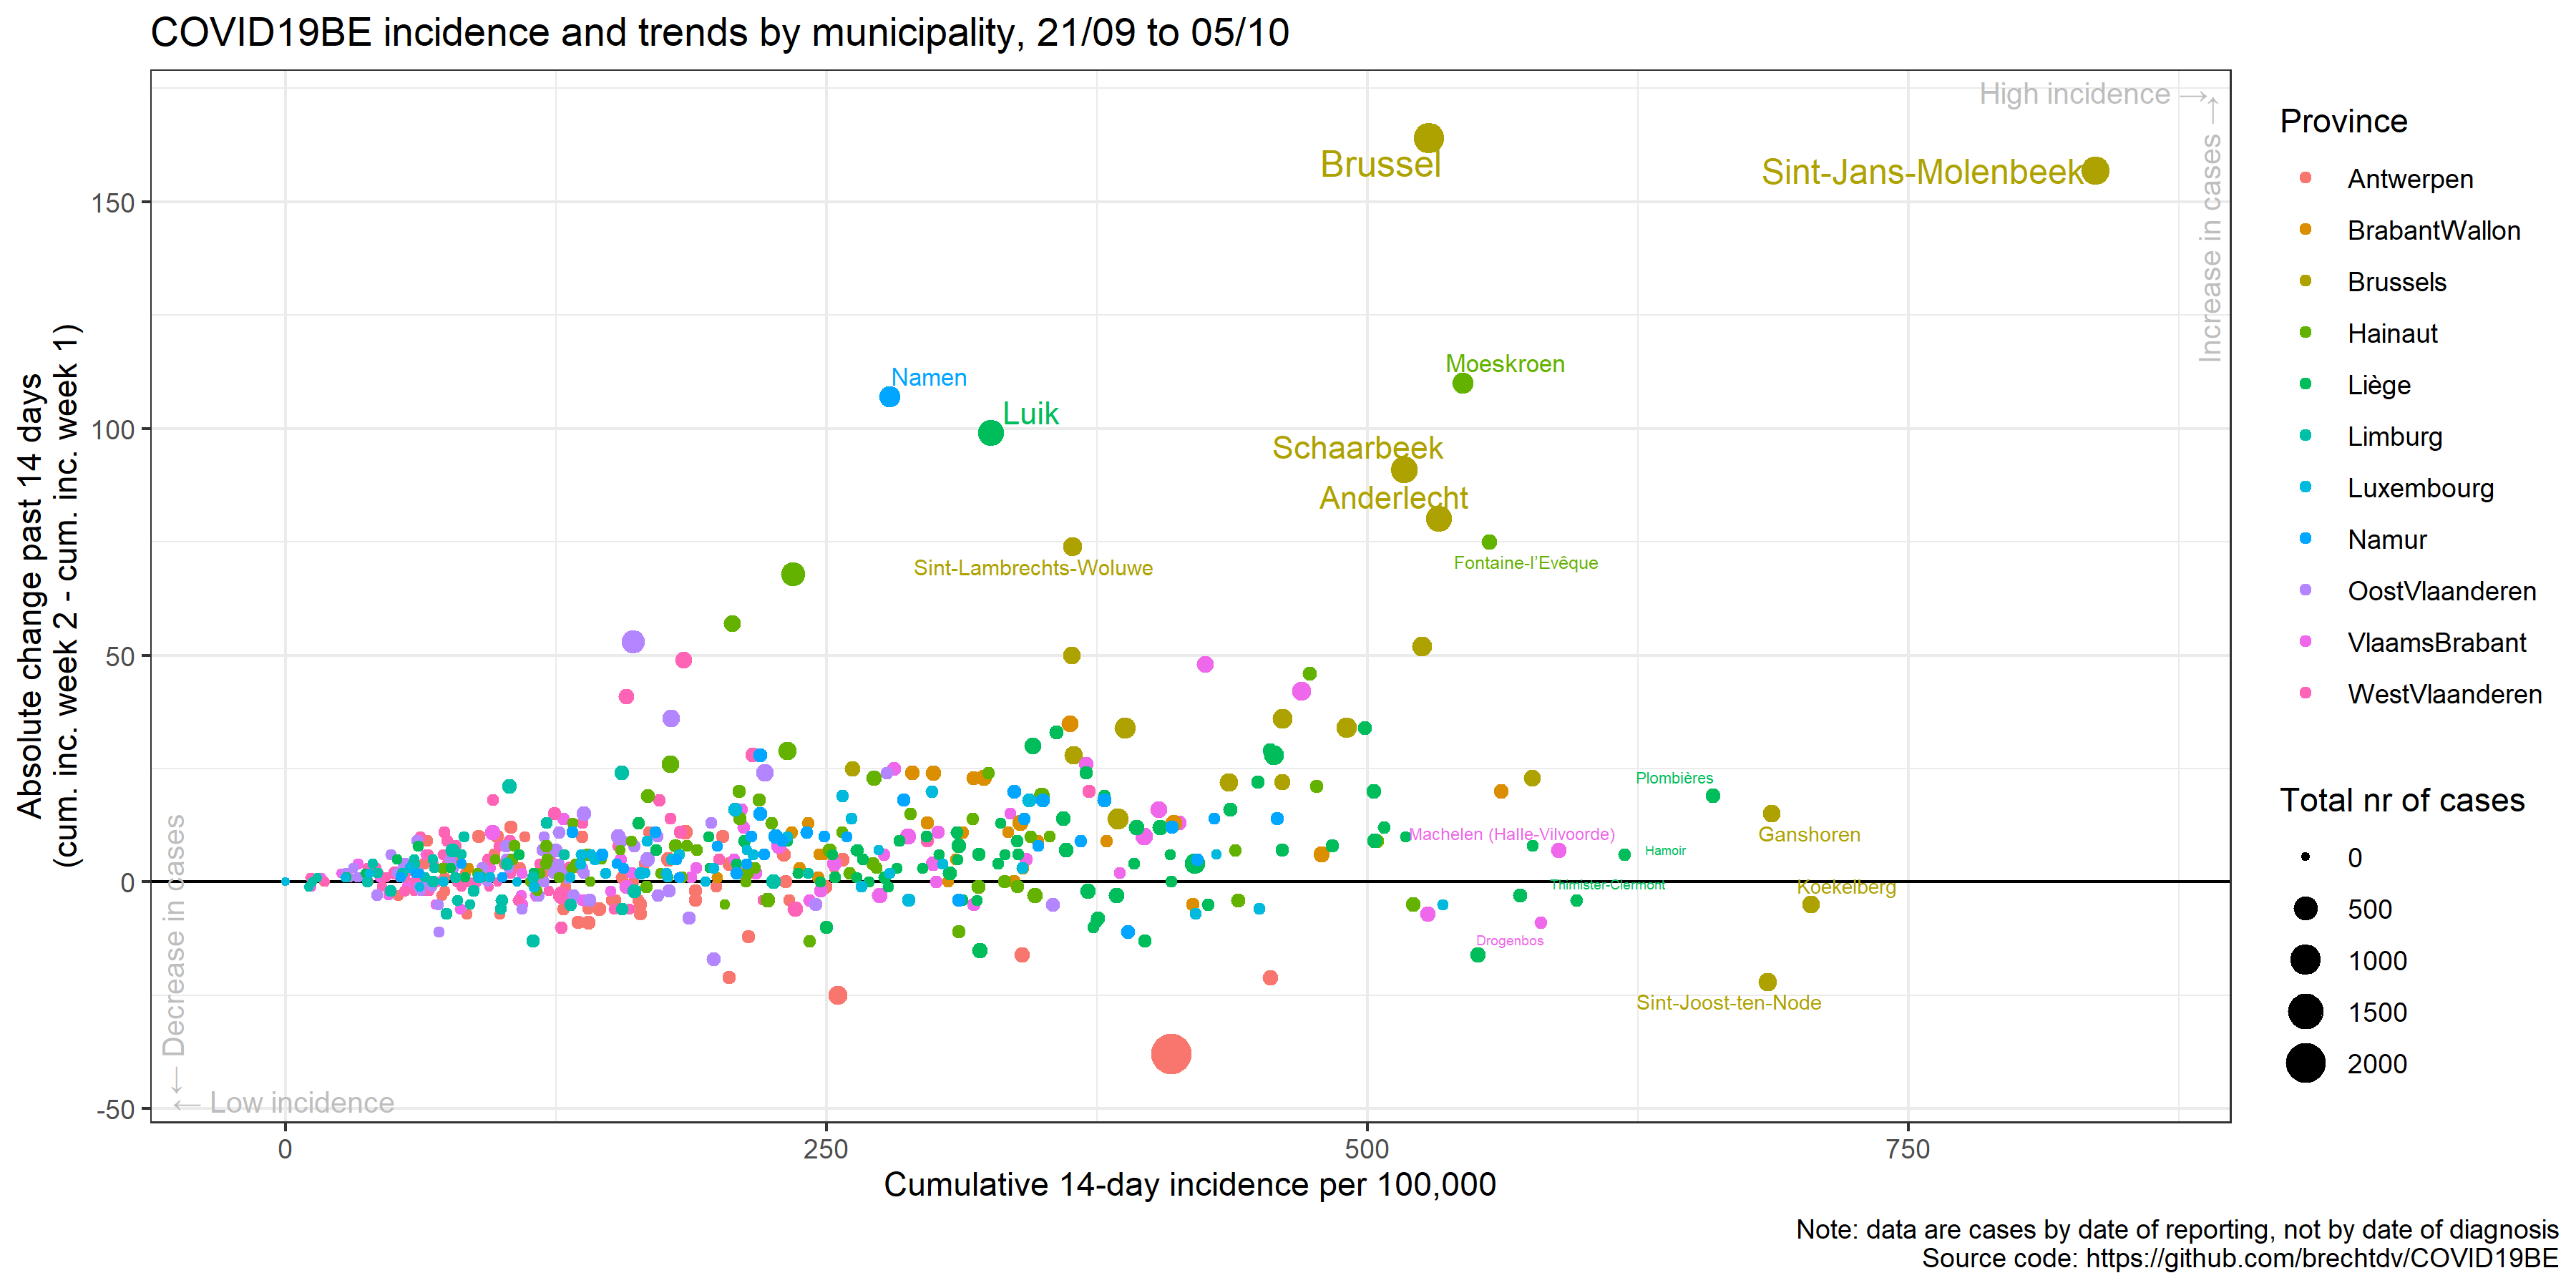 COVID19BE incidence and trends by municipality, 21/09 to 05/10
High incidence →
Increase in cases →
Brussel
Sint-Jans-Molenbeek
Moeskroen
Namen
Luik
Schaarbeek
Anderlecht
Sint-Lambrechts-Woluwe
Fontaine-l’Evêque
Plombières
Machelen (Halle-Vilvoorde)
Ganshoren
Hamoir
Thimister-Clermont
Koekelberg
Drogenbos
Sint-Joost-ten-Node
← Decrease in cases
← Low incidence
Absolute change past 14 days
(cum. inc. week 2 - cum. inc. week 1)
150
100
50
0
-50
0
250
500
750
Cumulative 14-day incidence per 100,000
Province
Antwerpen
BrabantWallon
Brussels
Hainaut
Liège
Limburg
Luxembourg
Namur
OostVlaanderen
VlaamsBrabant
WestVlaanderen
Total nr of cases
0
500
1000
1500
2000
Note: data are cases by date of reporting, not by date of diagnosis
Source code: https://github.com/brechtdv/COVID19BE